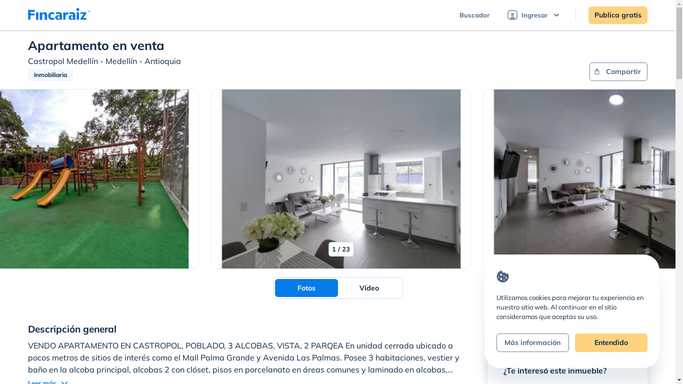 Fincaraiz
Buscador
Ingresar
Publica gratis
Apartamento en venta
Castropol Medellín - Medellín - Antioquia
Inmobiliaria
Compartir
1 / 23
Fotos
Video
Utilizamos cookies para mejorar tu experiencia en
nuestro sitio web. Al continuar en el sitio
consideramos que aceptas su uso.
Más información
Entendido
Descripción general
VENDO APARTAMENTO EN CASTROPOL, POBLADO, 3 ALCOBAS, VISTA, 2 PARQEA En unidad cerrada ubicado a
pocos metros de sitios de interés como el Mall Palma Grande y Avenida Las Palmas. Posee 3 habitaciones, vestier y
baño en la alcoba principal, alcobas 2 con clóset, pisos en porcelanato en áreas comunes y laminado en alcobas,...
Leer más
¿Te interesó este inmueble?